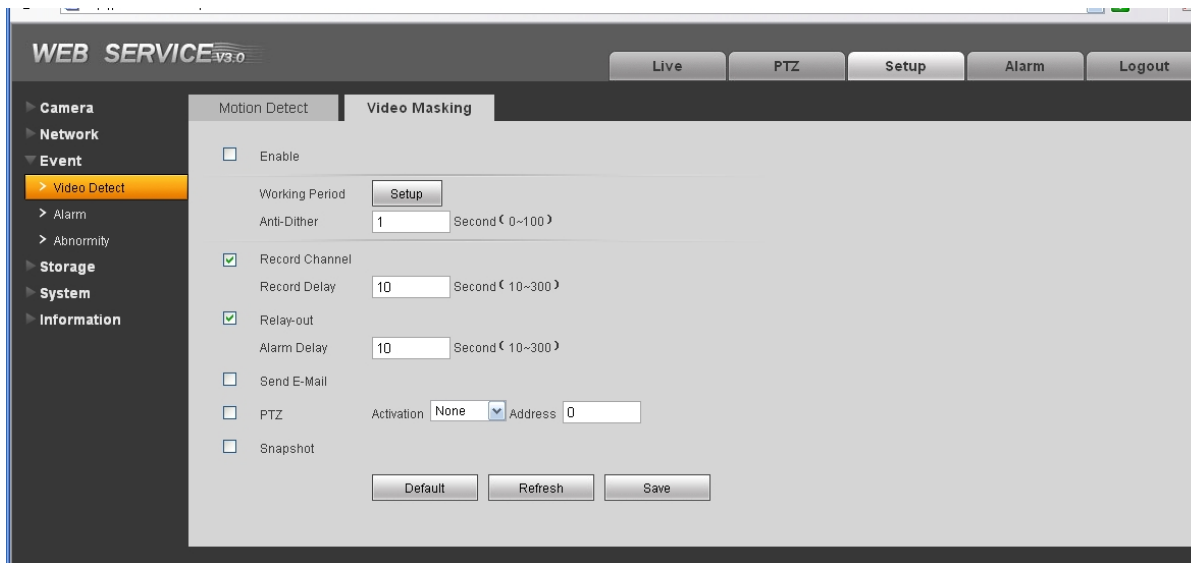 WEB SERVICE V3.0
Live PTZ Setup Alarm Logout
Camera
Network
Event
> Video Detect
> Alarm
> Abnormity
Storage
System
Information
Motion Detect Video Masking
Enable
Working Period Setup
Anti-Dither 1 Second ( 0~100 )
Record Channel
Record Delay 10 Second ( 10~300 )
Relay-out
Alarm Delay 10 Second ( 10~300 )
Send E-Mail
PTZ Activation None Address 0
Snapshot
Default Refresh Save